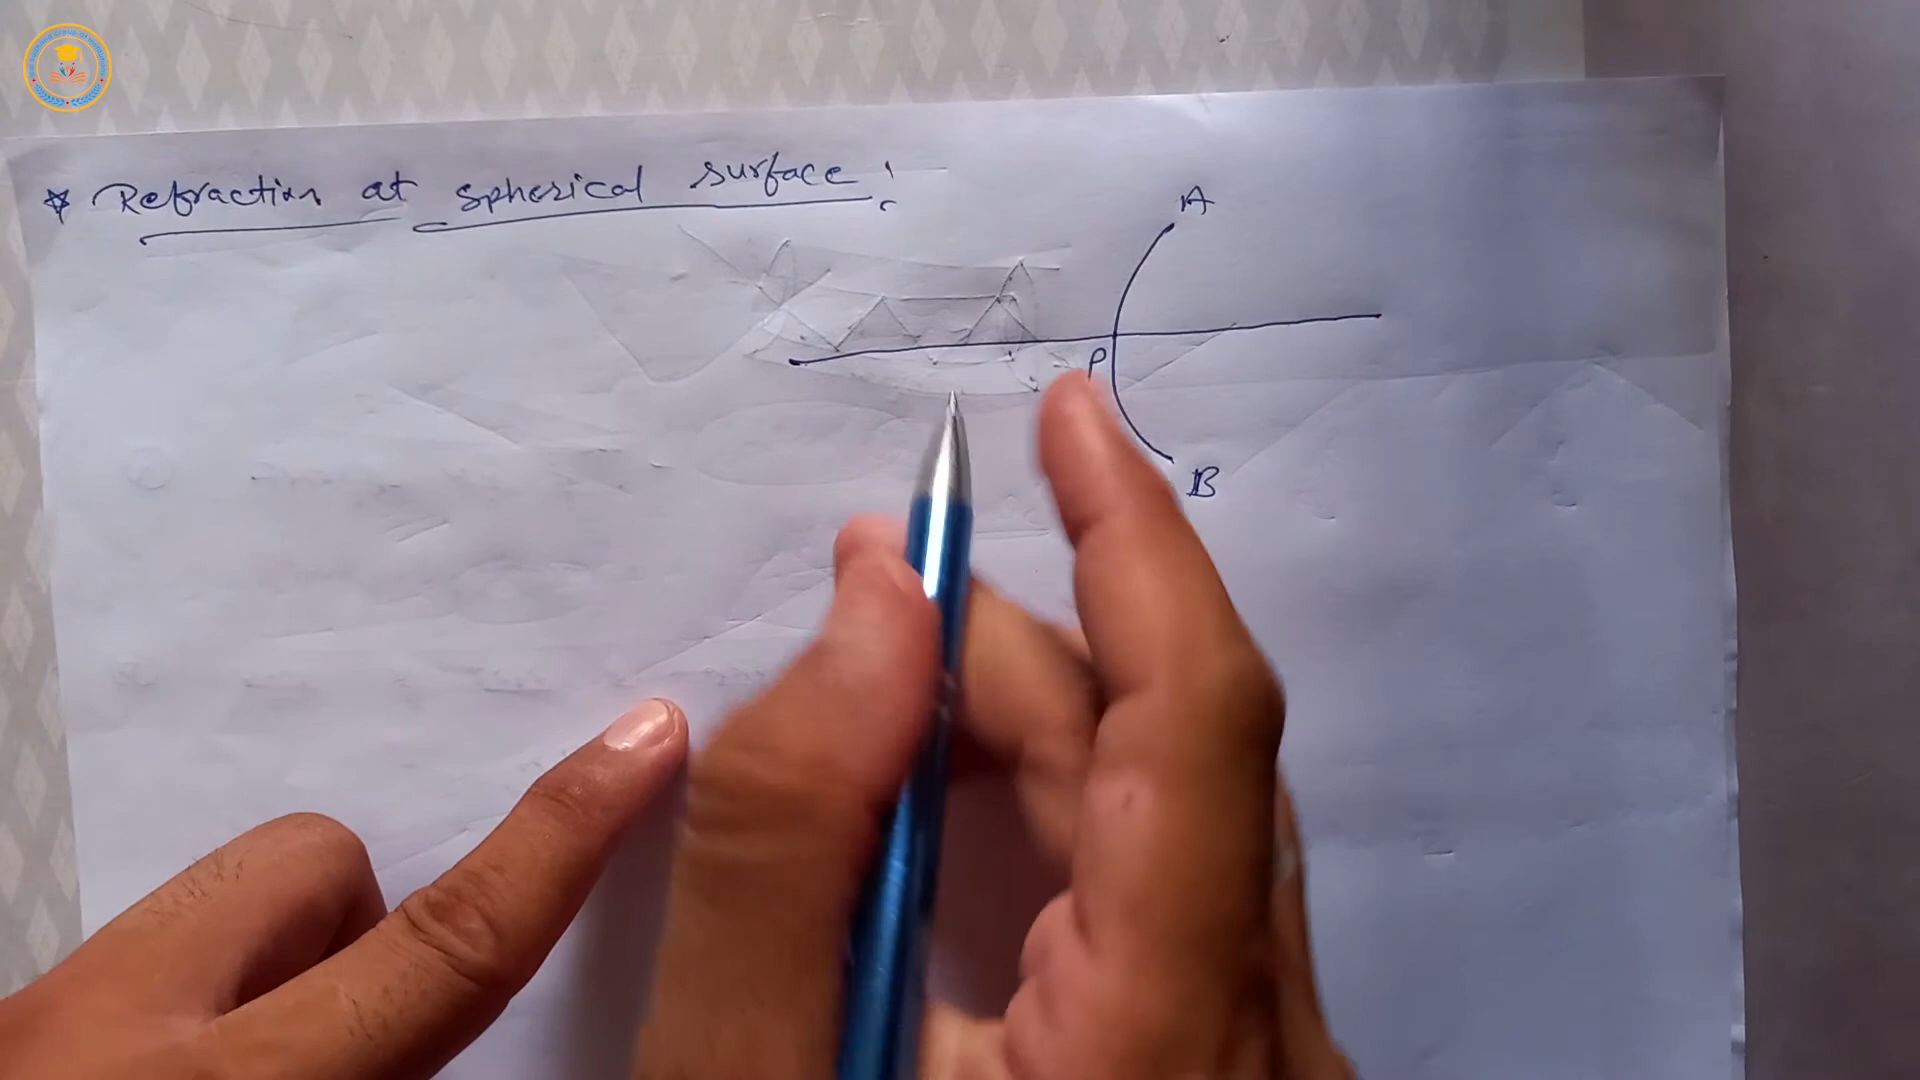 * Refraction at spherical surface :
A
P
B